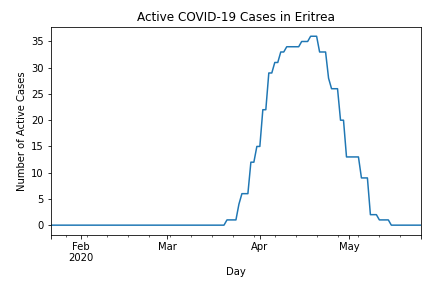 Active COVID-19 Cases in Eritrea
Number of Active Cases
35
30
25
20
15
10
5
0
Feb Mar Apr May
2020
Day